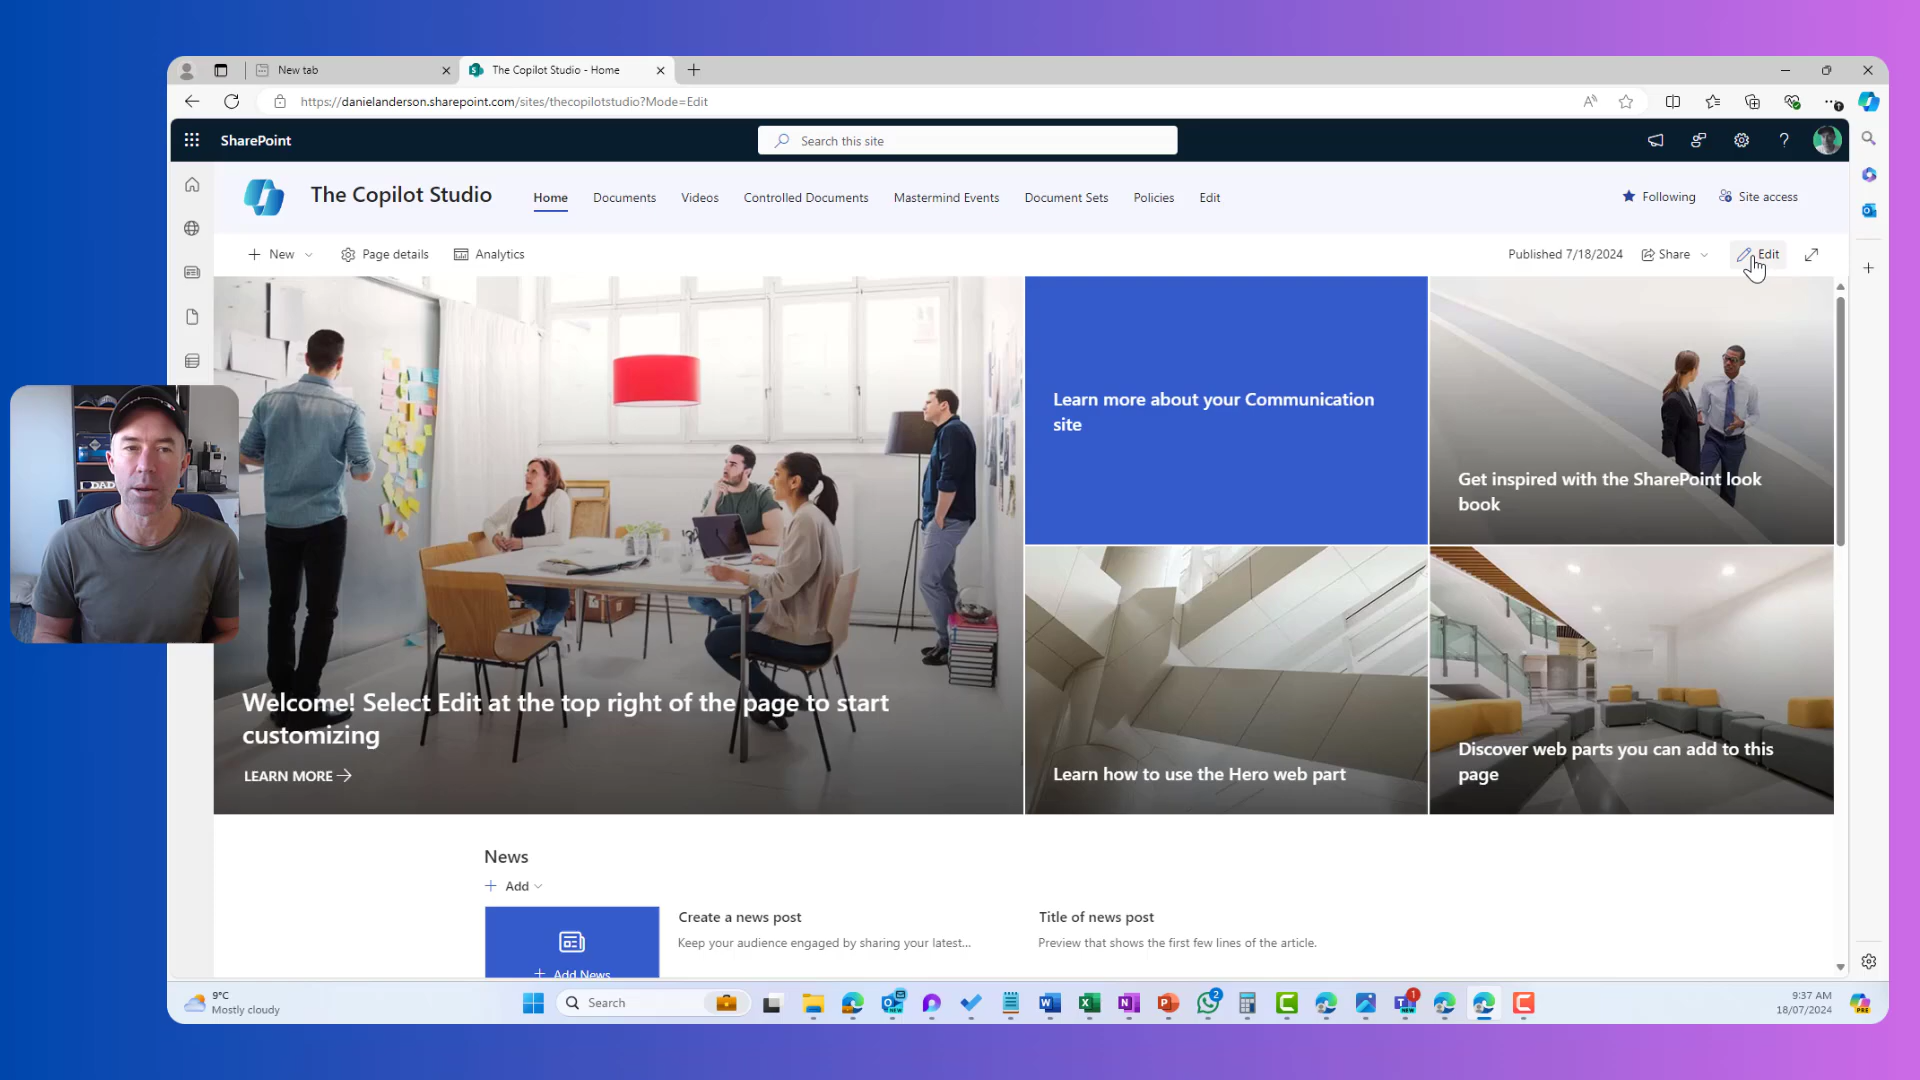 New tab
The Copilot Studio - Home
https://danielanderson.sharepoint.com/sites/thecopilotstudio?Mode=Edit
SharePoint
Search this site
The Copilot Studio
Home
Documents
Videos
Controlled Documents
Mastermind Events
Document Sets
Policies
Edit
Following
Site access
New
Page details
Analytics
Published 7/18/2024
Share
Edit
Learn more about your Communication
site
Get inspired with the SharePoint look
book
Welcome! Select Edit at the top right of the page to start
customizing
LEARN MORE
Learn how to use the Hero web part
Discover web parts you can add to this
page
DAD
News
Add
Add News
Create a news post
Keep your audience engaged by sharing your latest...
Title of news post
Preview that shows the first few lines of the article.
9°C
Mostly cloudy
Search
2
1
9:37 AM
18/07/2024